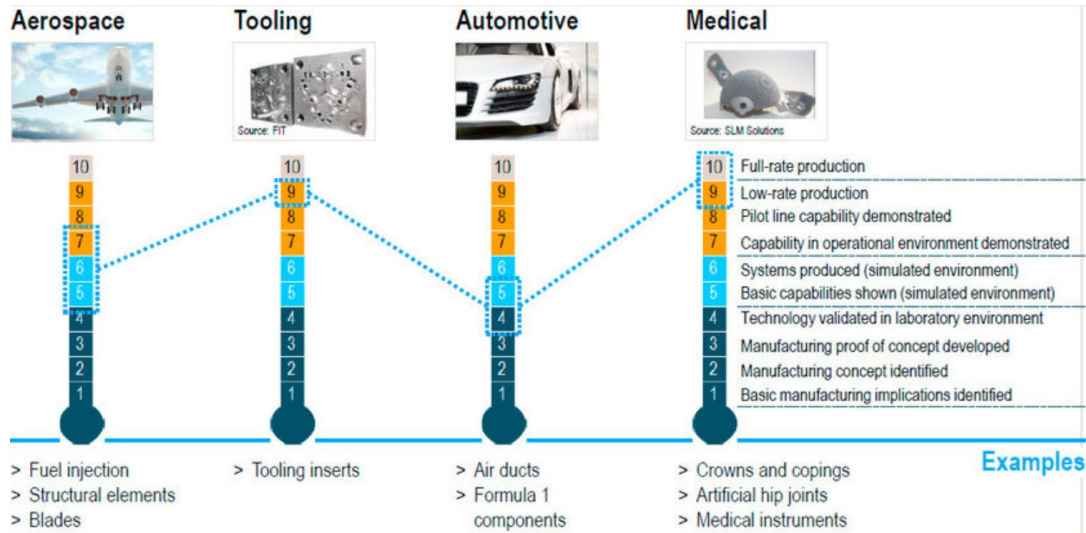 Aerospace
Tooling
Automotive
Medical
Source: FIT
Source: SLM Solutions
10
9
8
7
6
5
4
3
2
1
10
9
8
7
6
5
4
3
2
1
10
9
8
7
6
5
4
3
2
1
10 Full-rate production
9 Low-rate production
8 Pilot line capability demonstrated
7 Capability in operational environment demonstrated
6 Systems produced (simulated environment)
5 Basic capabilities shown (simulated environment)
4 Technology validated in laboratory environment
3 Manufacturing proof of concept developed
2 Manufacturing concept identified
1 Basic manufacturing implications identified
Examples
> Fuel injection
> Structural elements
> Blades
> Tooling inserts
> Air ducts
> Formula 1
components
> Crowns and copings
> Artificial hip joints
> Medical instruments